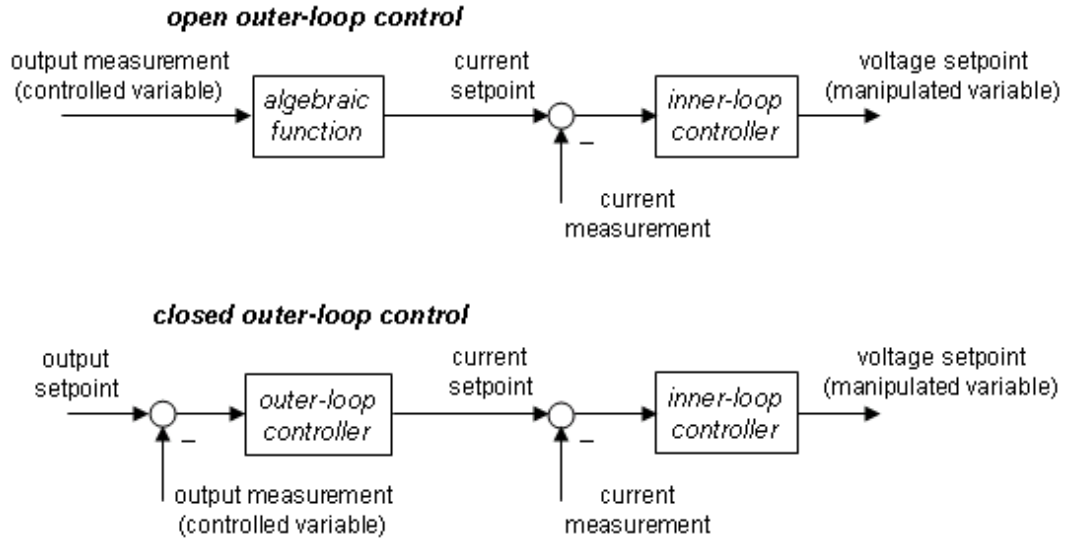 open outer-loop control
output measurement
(controlled variable)
algebraic
function
current
setpoint
–
current
measurement
inner-loop
controller
voltage setpoint
(manipulated variable)
closed outer-loop control
output
setpoint
–
output measurement
(controlled variable)
outer-loop
controller
current
setpoint
–
current
measurement
inner-loop
controller
voltage setpoint
(manipulated variable)